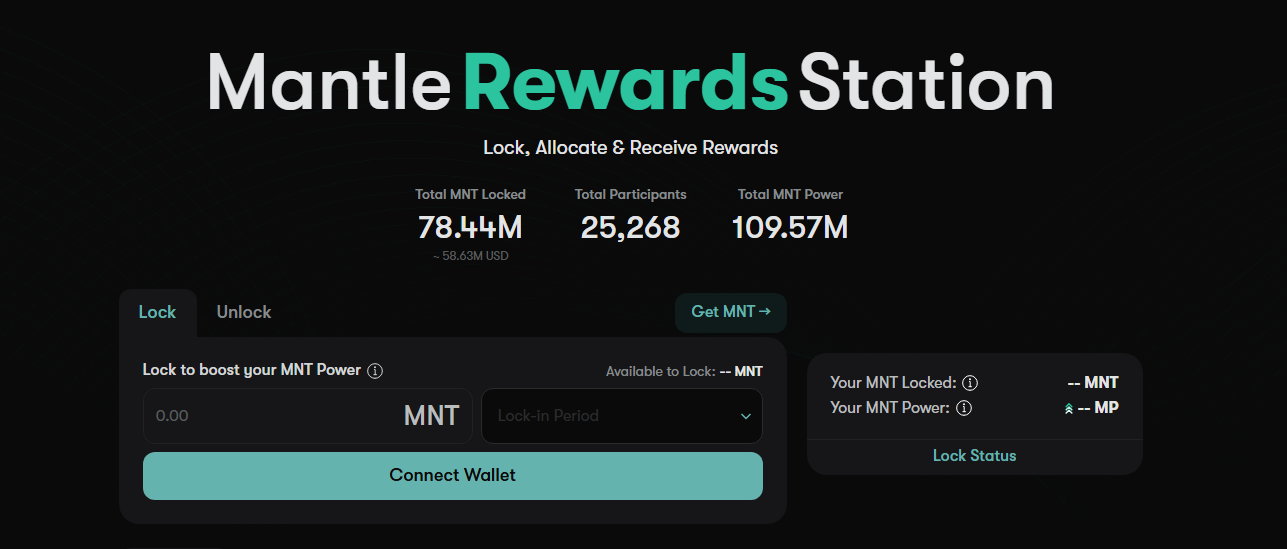 Mantle Rewards Station
Lock, Allocate & Receive Rewards
Total MNT Locked
78.44M
~ 58.63M USD
Total Participants
25,268
Total MNT Power
109.57M
Lock
Unlock
Get MNT →
Lock to boost your MNT Power
Available to Lock: -- MNT
0.00 MNT
Lock-in Period
Connect Wallet
Your MNT Locked: -- MNT
Your MNT Power: -- MP
Lock Status